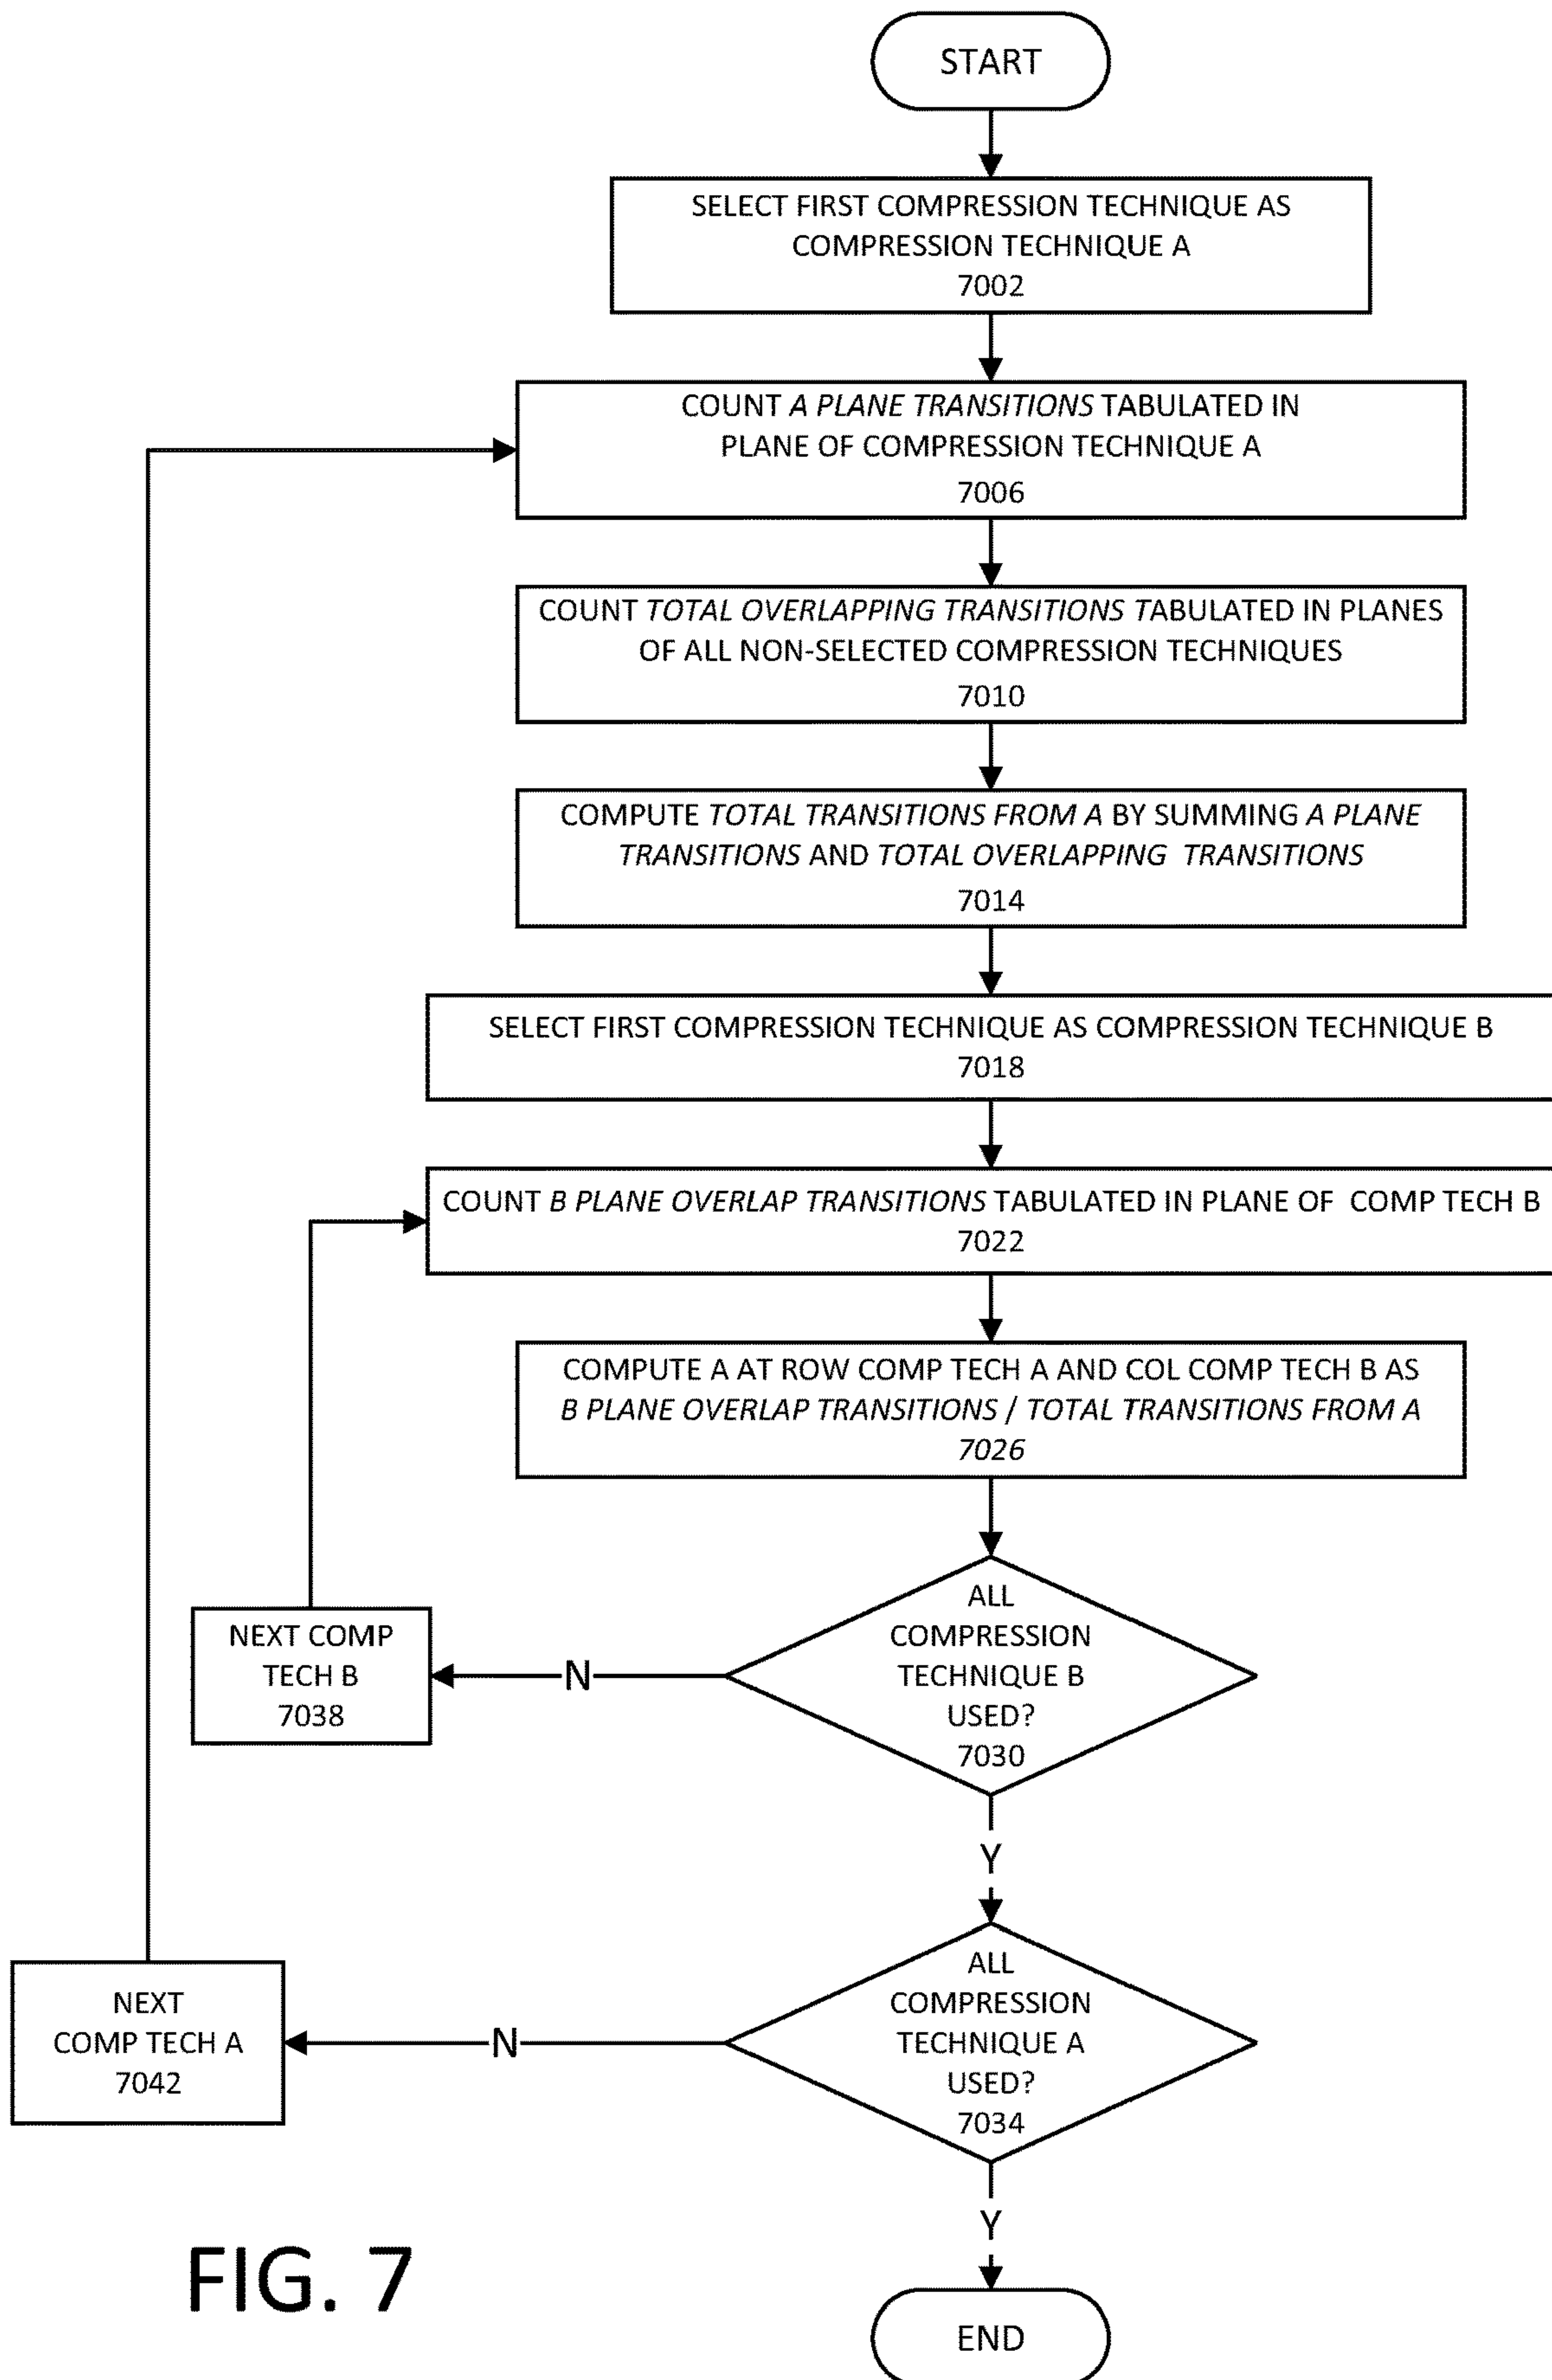 START
SELECT FIRST COMPRESSION TECHNIQUE AS
COMPRESSION TECHNIQUE A
7002
COUNT A PLANE TRANSITIONS TABULATED IN
PLANE OF COMPRESSION TECHNIQUE A
7006
COUNT TOTAL OVERLAPPING TRANSITIONS TABULATED IN PLANES
OF ALL NON-SELECTED COMPRESSION TECHNIQUES
7010
COMPUTE TOTAL TRANSITIONS FROM A BY SUMMING A PLANE
TRANSITIONS AND TOTAL OVERLAPPING TRANSITIONS
7014
SELECT FIRST COMPRESSION TECHNIQUE AS COMPRESSION TECHNIQUE B
7018
COUNT B PLANE OVERLAP TRANSITIONS TABULATED IN PLANE OF COMP TECH B
7022
COMPUTE A AT ROW COMP TECH A AND COL COMP TECH B AS
B PLANE OVERLAP TRANSITIONS / TOTAL TRANSITIONS FROM A
7026
ALL
COMPRESSION
TECHNIQUE B
USED?
7030
N
NEXT COMP
TECH B
7038
Y
ALL
COMPRESSION
TECHNIQUE A
USED?
7034
N
NEXT
COMP TECH A
7042
Y
END
FIG. 7